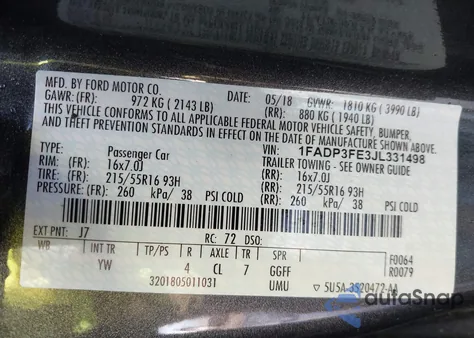 MFD. BY FORD MOTOR CO.
DATE: 05/18 GVWR: 1810 KG ( 3990 LB)
GAWR: (FR) 972 KG ( 2143 LB) (RR) 880 KG ( 1940 LB)
THIS VEHICLE CONFORMS TO ALL APPLICABLE FEDERAL MOTOR VEHICLE SAFETY, BUMPER,
AND THEFT PREVENTION STANDARDS IN EFFECT ON THE DATE OF MANUFACTURE SHOWN ABOVE.
VIN: 1FADP3FE3JL331498
TYPE: Passenger Car TRAILER TOWING - SEE OWNER GUIDE
RIM: 16x7.0J (RR) 16x7.0J
TIRE: (FR) 215/55R16 93H (RR) 215/55R16 93H
PRESSURE: (FR) 260 kPa/ 38 PSI COLD (RR) 260 kPa/ 38 PSI COLD
EXT PNT: J7 RC: 72 DSO: F0064
WB INT TR TP/PS R AXLE TR SPR R0079
YW 4 CL 7 GGFF
3201805011031 UMU 5U5A-3520472-AA
autoSnap